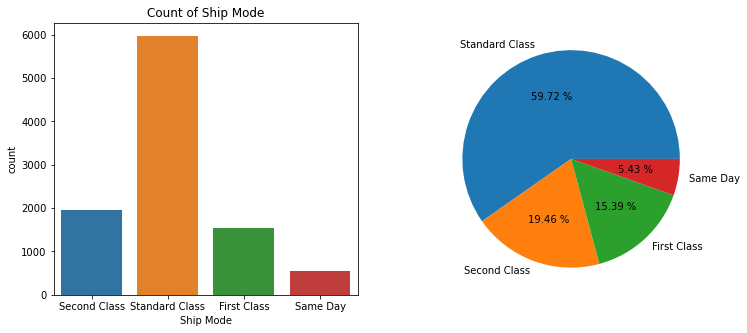 Count of Ship Mode
6000
5000
4000
3000
2000
1000
0
count
Second Class
Standard Class
First Class
Same Day
Ship Mode
Standard Class
59.72 %
5.43 %
Same Day
15.39 %
19.46 %
First Class
Second Class